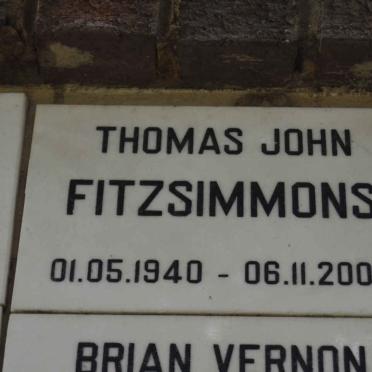 THOMAS JOHN
FITZSIMMONS
01.05.1940 - 06.11.200
BRIAN VERNON